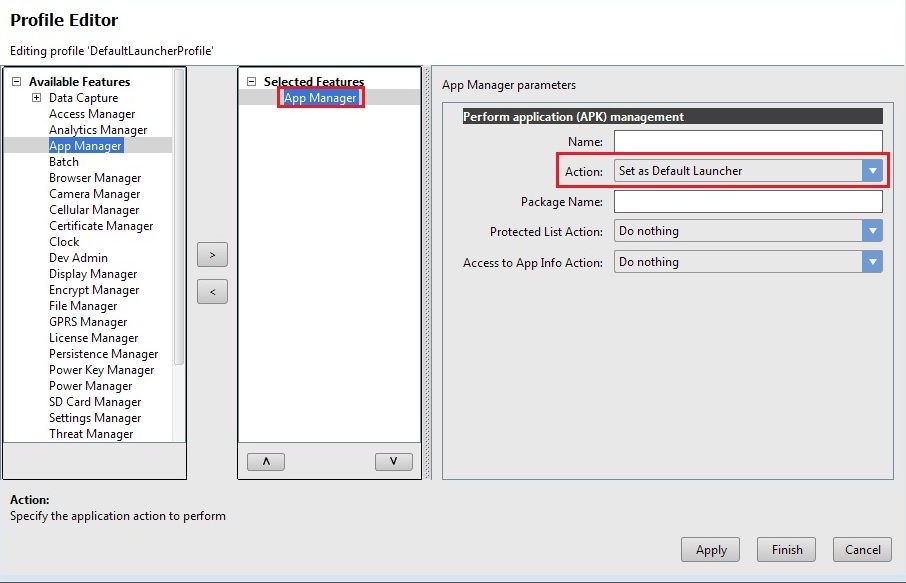 Profile Editor
Editing profile 'DefaultLauncherProfile'
Available Features
Data Capture
Access Manager
Analytics Manager
App Manager
Batch
Browser Manager
Camera Manager
Cellular Manager
Certificate Manager
Clock
Dev Admin
Display Manager
Encrypt Manager
File Manager
GPRS Manager
License Manager
Persistence Manager
Power Key Manager
Power Manager
SD Card Manager
Settings Manager
Threat Manager
>
<
Selected Features
App Manager
App Manager parameters
Perform application (APK) management
Name:
Action: Set as Default Launcher
Package Name:
Protected List Action: Do nothing
Access to App Info Action: Do nothing
Action:
Specify the application action to perform
Apply Finish Cancel